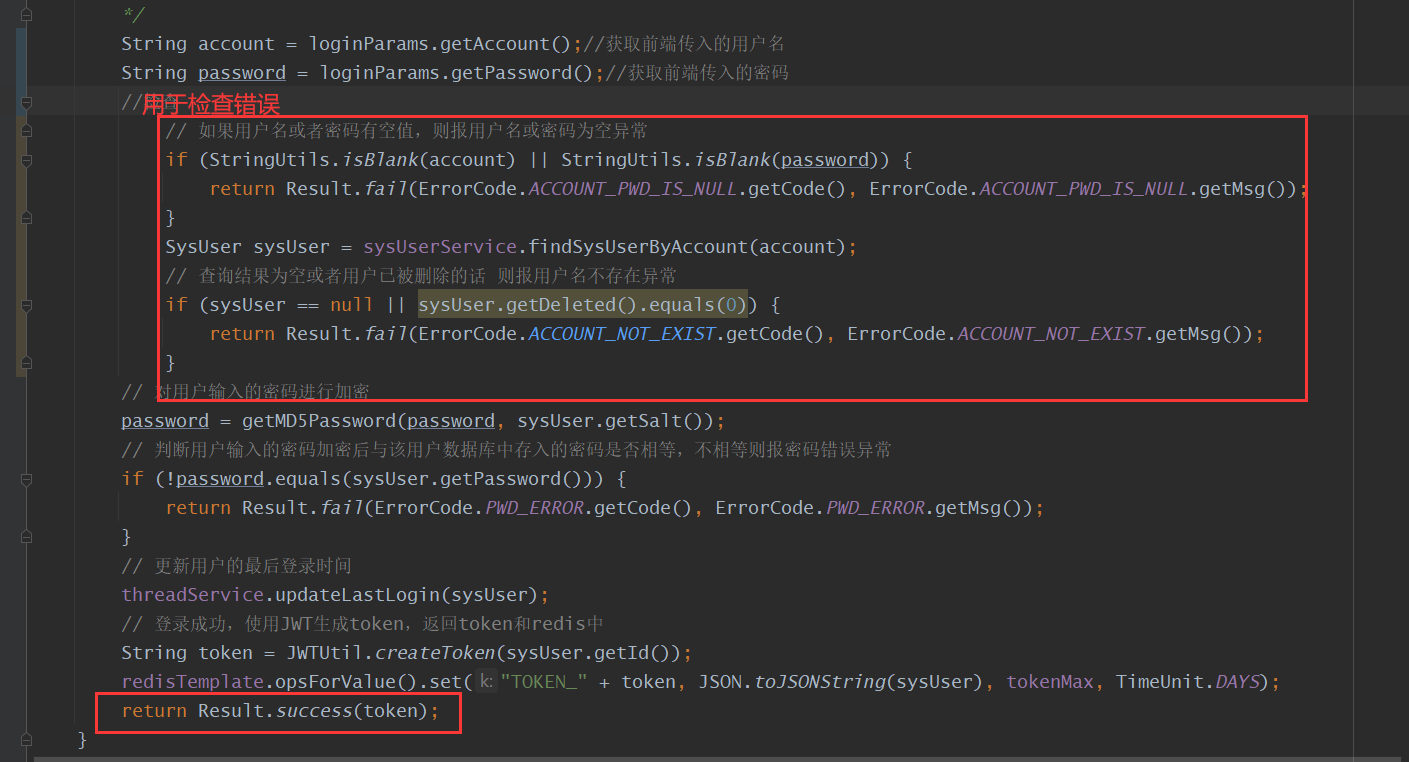 */
String account = loginParams.getAccount();//获取前端传入的用户名
String password = loginParams.getPassword();//获取前端传入的密码
//
用于检查错误
// 如果用户名或者密码有空值，则报用户名或密码为空异常
if (StringUtils.isBlank(account) || StringUtils.isBlank(password)) {
return Result.fail(ErrorCode.ACCOUNT_PWD_IS_NULL.getCode(), ErrorCode.ACCOUNT_PWD_IS_NULL.getMsg());
}
SysUser sysUser = sysUserService.findSysUserByAccount(account);
// 查询结果为空或者用户已被删除的话 则报用户名不存在异常
if (sysUser == null || sysUser.getDeleted().equals(0)) {
return Result.fail(ErrorCode.ACCOUNT_NOT_EXIST.getCode(), ErrorCode.ACCOUNT_NOT_EXIST.getMsg());
}
// 对用户输入的密码进行加密
password = getMD5Password(password, sysUser.getSalt());
// 判断用户输入的密码加密后与该用户数据库中存入的密码是否相等，不相等则报密码错误异常
if (!password.equals(sysUser.getPassword())) {
return Result.fail(ErrorCode.PWD_ERROR.getCode(), ErrorCode.PWD_ERROR.getMsg());
}
// 更新用户的最后登录时间
threadService.updateLastLogin(sysUser);
// 登录成功，使用JWT生成token，返回token和redis中
String token = JWTUtil.createToken(sysUser.getId());
redisTemplate.opsForValue().set( k: "TOKEN_" + token, JSON.toJSONString(sysUser), tokenMax, TimeUnit.DAYS);
return Result.success(token);
}